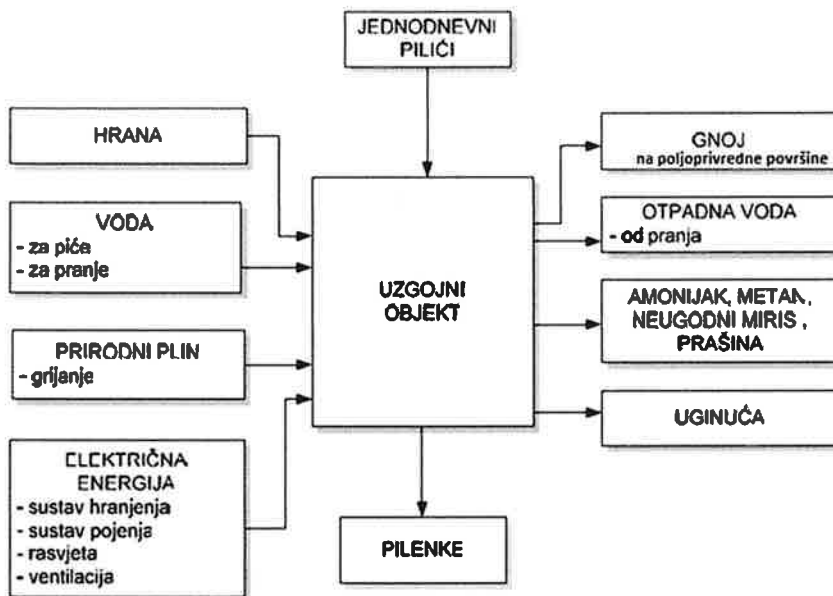 JEDNODNEVNI
PILIĆI
HRANA
VODA
- za piće
- za pranje
PRIRODNI PLIN
- grijanje
ELEKTRIČNA
ENERGIJA
- sustav hranjenja
- sustav pojenja
- rasvjeta
- ventilacija
UZGOJNI
OBJEKT
GNOJ
na poljoprivredne površine
OTPADNA VODA
- od pranja
AMONIJAK, METAN,
NEUGODNI MIRIS ,
PRAŠINA
UGINUĆA
PILENKE